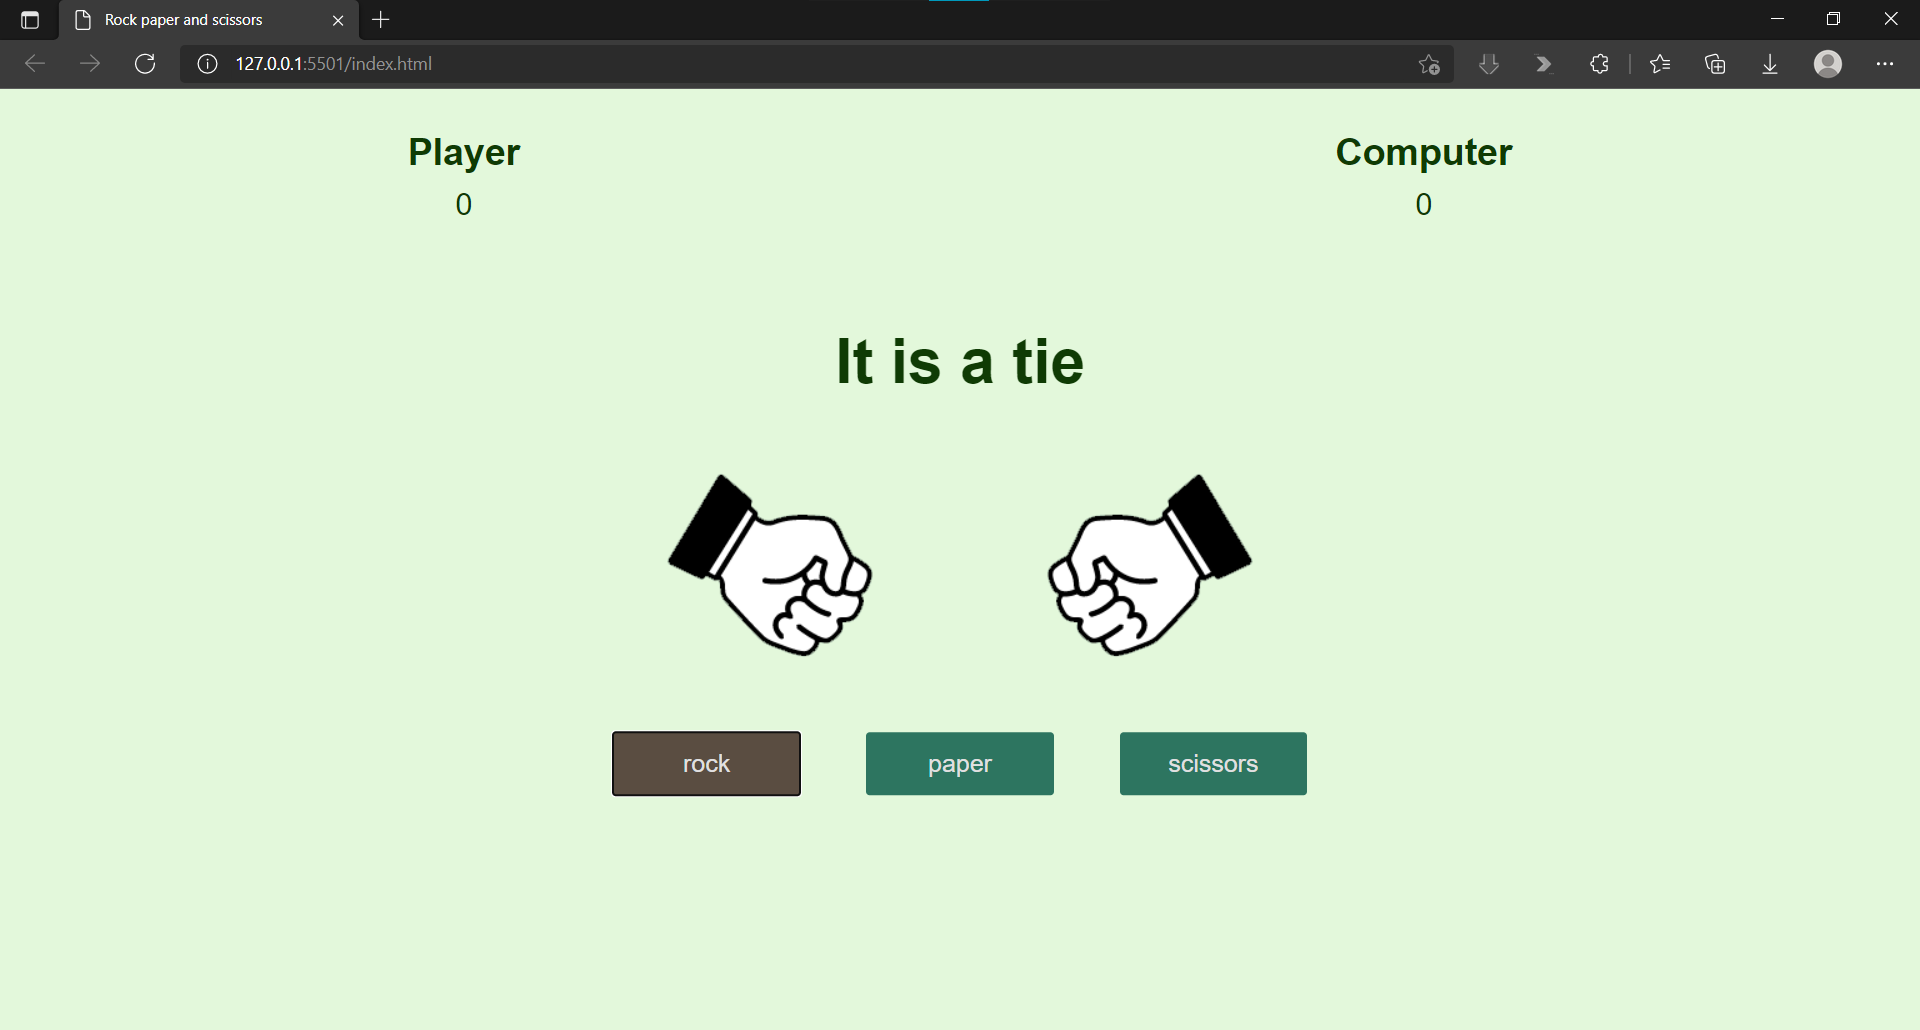 Rock paper and scissors
127.0.0.1:5501/index.html
Player
Computer
0
0
It is a tie
rock
paper
scissors